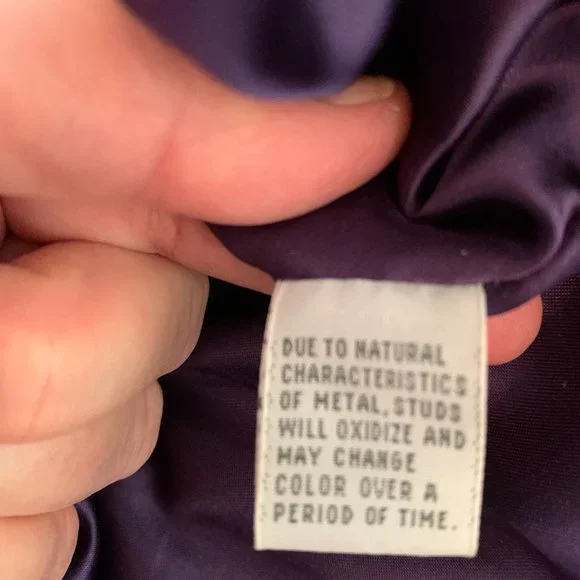 DUE TO NATURAL
CHARACTERISTICS
OF METAL, STUDS
WILL OXIDIZE AND
MAY CHANGE
COLOR OVER A
PERIOD OF TIME.